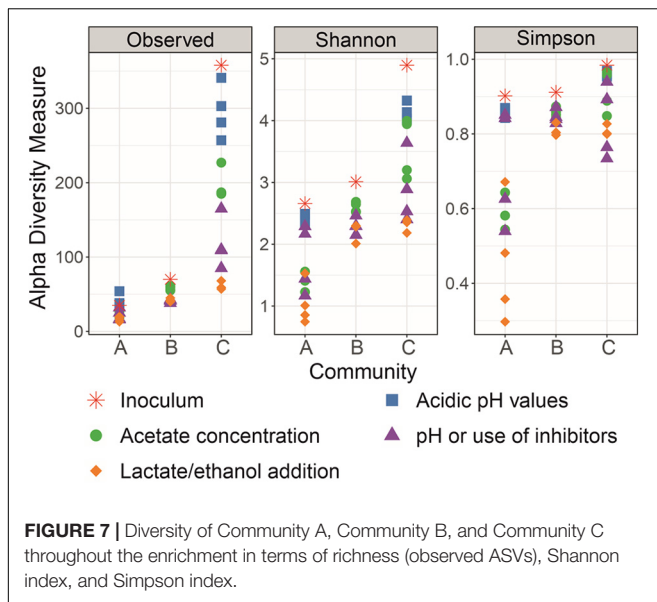 Observed
Shannon
Simpson
Alpha Diversity Measure
300
200
100
0
5
4
3
2
1
1.0
0.8
0.6
0.4
A B C
A B C
A B C
Community
Inoculum
Acidic pH values
Acetate concentration
pH or use of inhibitors
Lactate/ethanol addition
FIGURE 7 | Diversity of Community A, Community B, and Community C
throughout the enrichment in terms of richness (observed ASVs), Shannon
index, and Simpson index.